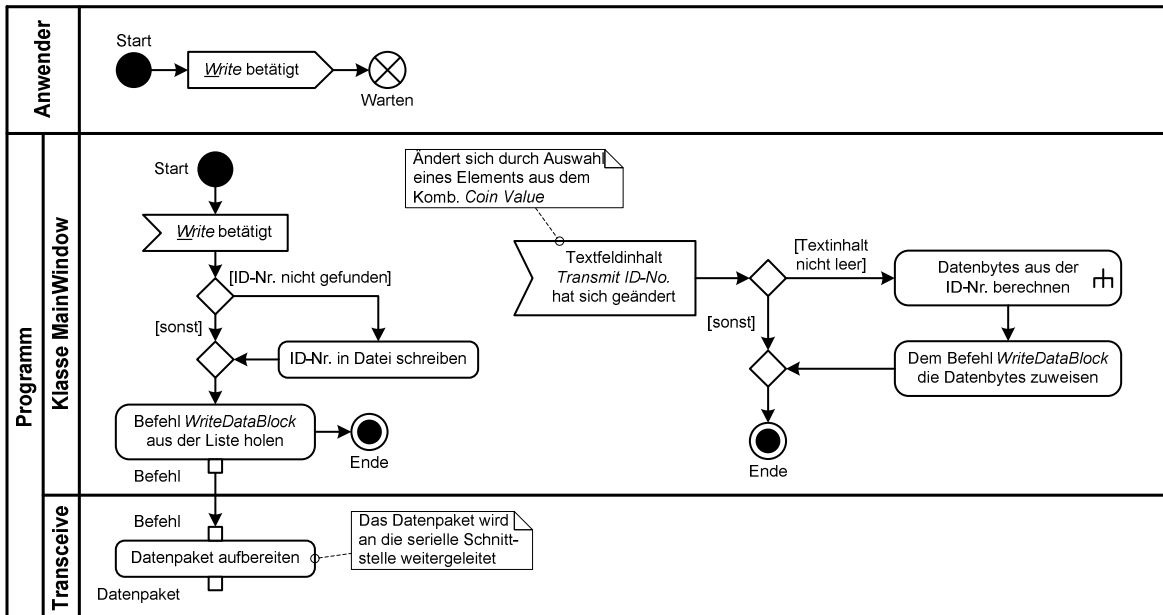 Anwender
Start
Write betätigt
Warten
Programm
Klasse MainWindow
Start
Write betätigt
[ID-Nr. nicht gefunden]
[sonst]
ID-Nr. in Datei schreiben
Befehl WriteDataBlock
aus der Liste holen
Ende
Befehl
Ändert sich durch Auswahl
eines Elements aus dem
Komb. Coin Value
Textfeldinhalt
Transmit ID-No.
hat sich geändert
[Textinhalt
nicht leer]
[sonst]
Datenbytes aus der
ID-Nr. berechnen
Dem Befehl WriteDataBlock
die Datenbytes zuweisen
Ende
Transceive
Befehl
Datenpaket aufbereiten
Datenpaket
Das Datenpaket wird
an die serielle Schnitt-
stelle weitergeleitet